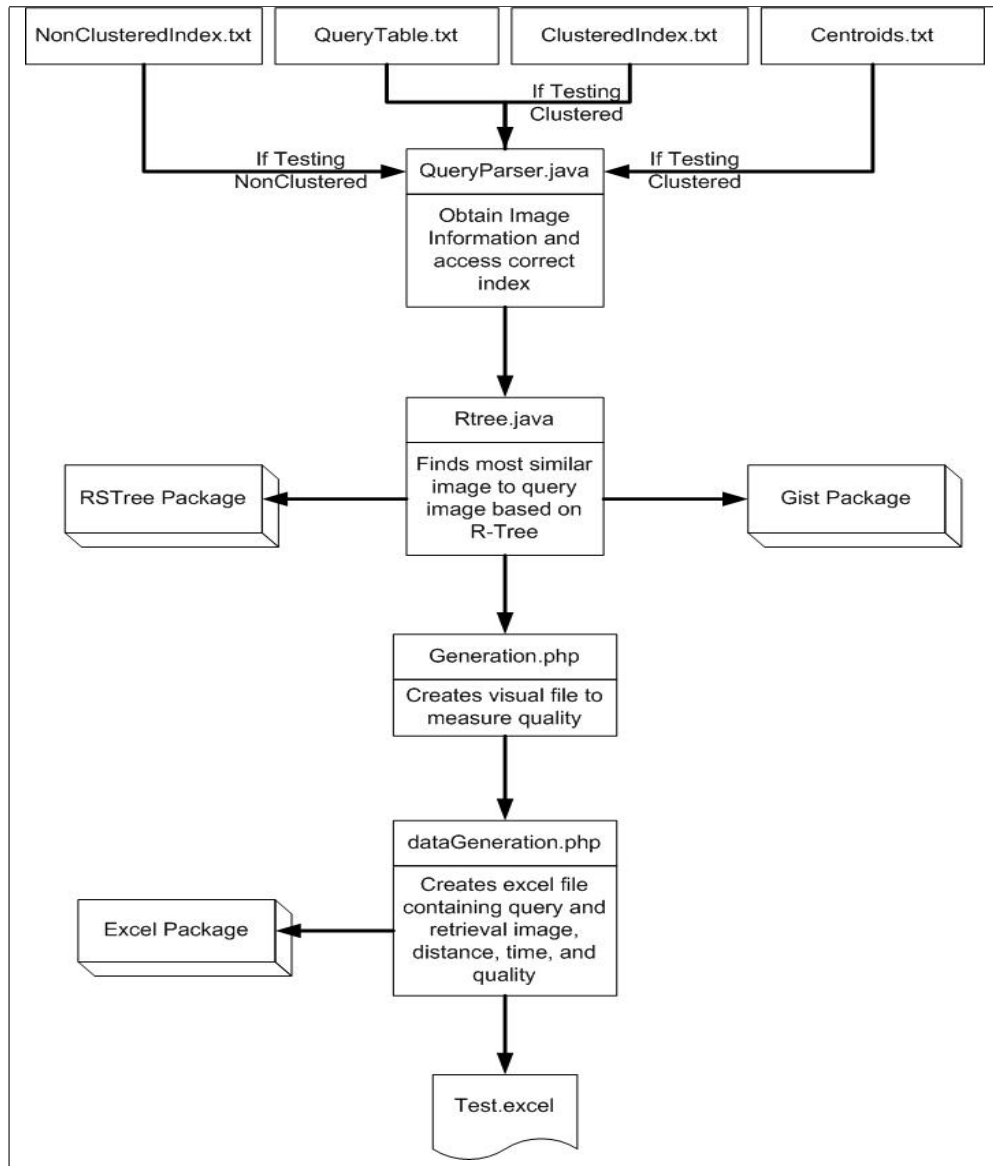 NonClusteredIndex.txt
QueryTable.txt
ClusteredIndex.txt
Centroids.txt
If Testing
Clustered
If Testing
NonClustered
QueryParser.java
If Testing
Clustered
Obtain Image
Information and
access correct
index
Rtree.java
Finds most similar
image to query
image based on
R-Tree
RSTree Package
Gist Package
Generation.php
Creates visual file to
measure quality
dataGeneration.php
Creates excel file
containing query and
retrieval image,
distance, time, and
quality
Excel Package
Test.excel